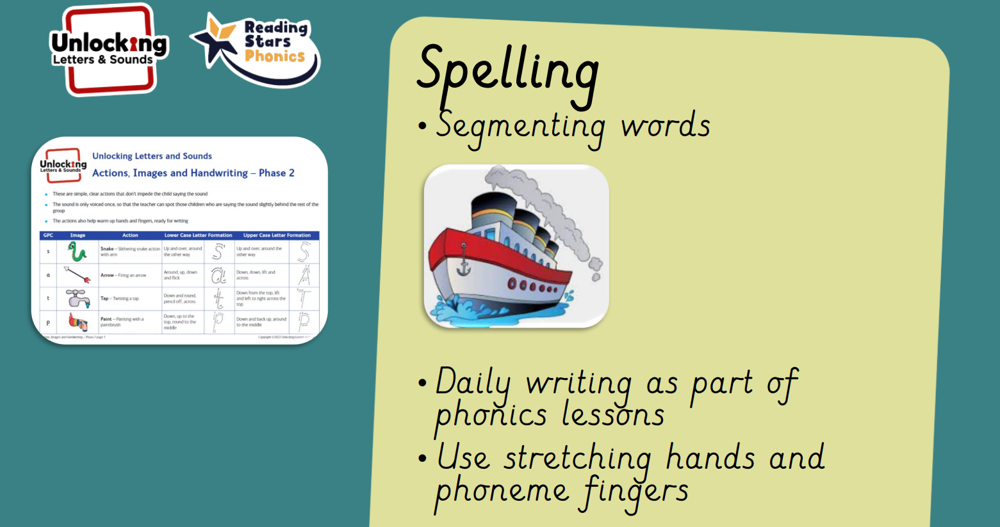 Unlocking
Letters & Sounds
Reading
Stars
Phonics
Unlocking
Letters & Sounds
Unlocking Letters and Sounds
Actions, Images and Handwriting – Phase 2
• These are simple, clear actions that don't impede the child saying the sound
• The sound is only voiced once, so that the teacher can spot those children who are saying the sound slightly behind the rest of the
group
• The actions also help warm up hands and fingers, ready for writing
GPC Image Action Lower Case Letter Formation Upper Case Letter Formation
s Snake – Slithering snake action with arm Up and over, around the other way s Up and over, around the other way S
a Arrow – Firing an arrow Around, up, down and flick a Down, down, lift and across A
t Tap – Twisting a tap Down and round, pencil off, across t Down from the top, lift and left to right across the top T
p Paint – Painting with a paintbrush Down, up to the top, round to the middle p Down and back up, around to the middle P
Images and Handwriting – Phase 2 page 1
Copyright ©2022 Unlocking Letters
Spelling
• Segmenting words
• Daily writing as part of
phonics lessons
• Use stretching hands and
phoneme fingers